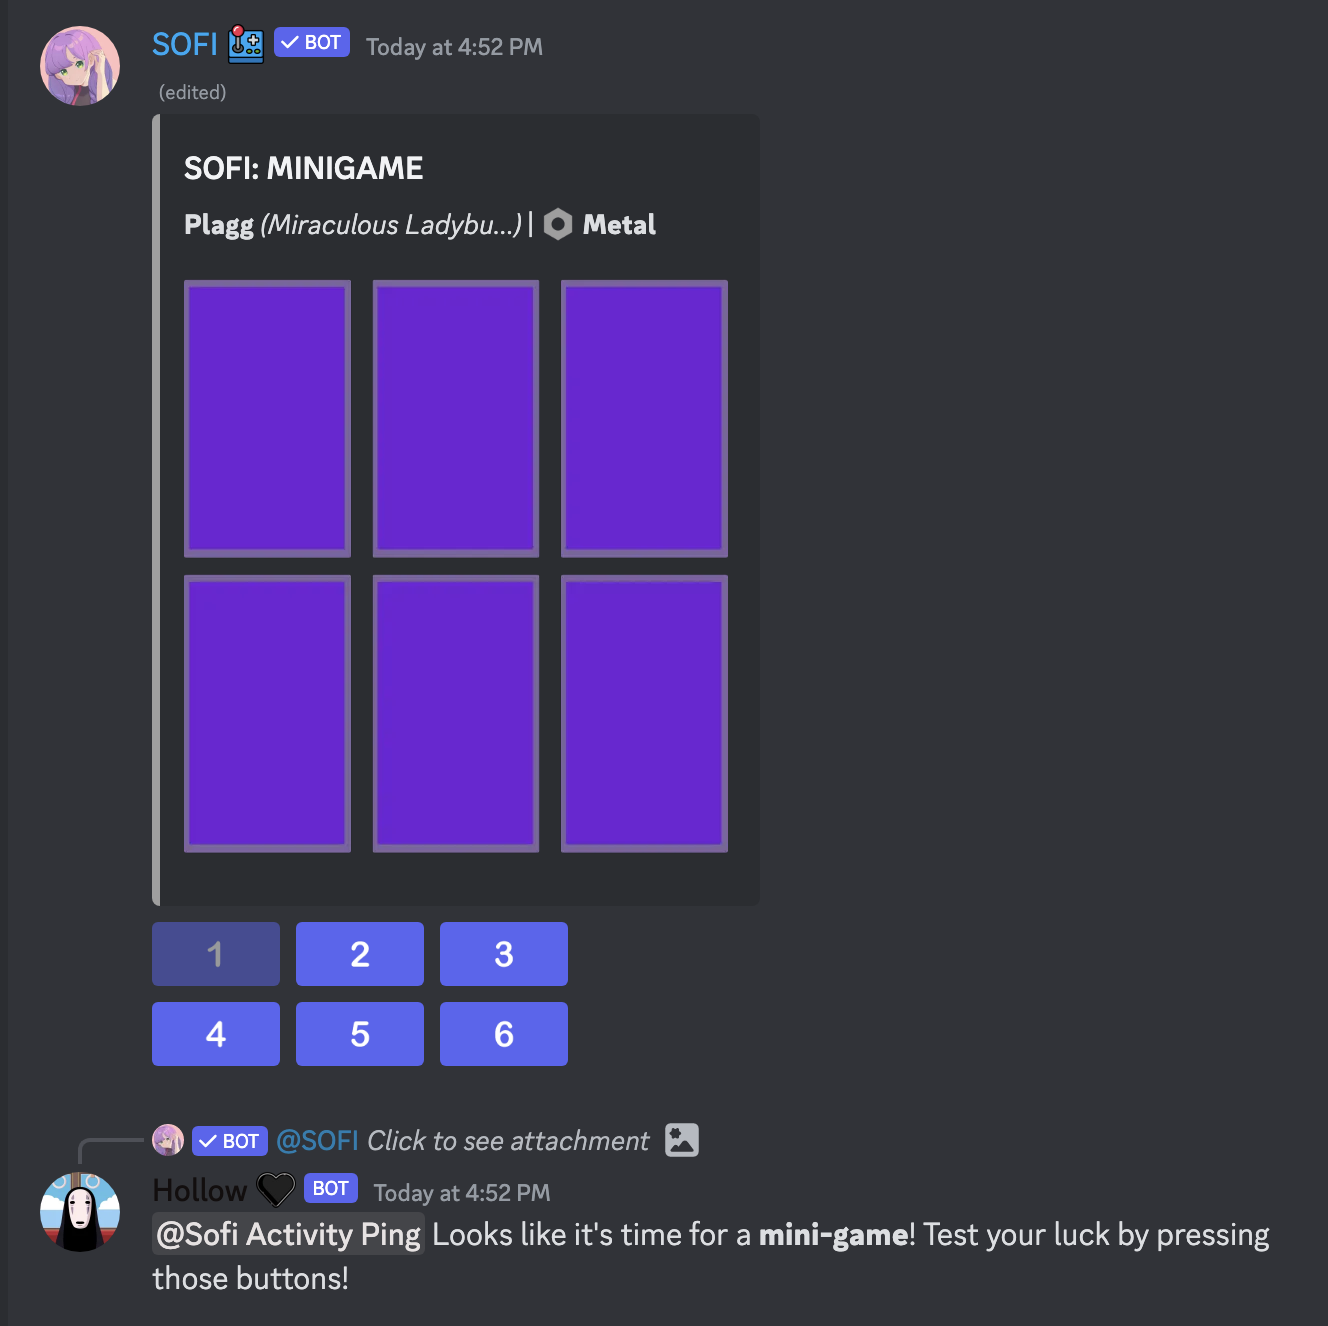 SOFI BOT Today at 4:52 PM
(edited)
SOFI: MINIGAME
Plagg (Miraculous Ladybu...) | Metal
1 2 3
4 5 6
BOT @SOFI Click to see attachment
Hollow BOT Today at 4:52 PM
@Sofi Activity Ping Looks like it's time for a mini-game! Test your luck by pressing
those buttons!